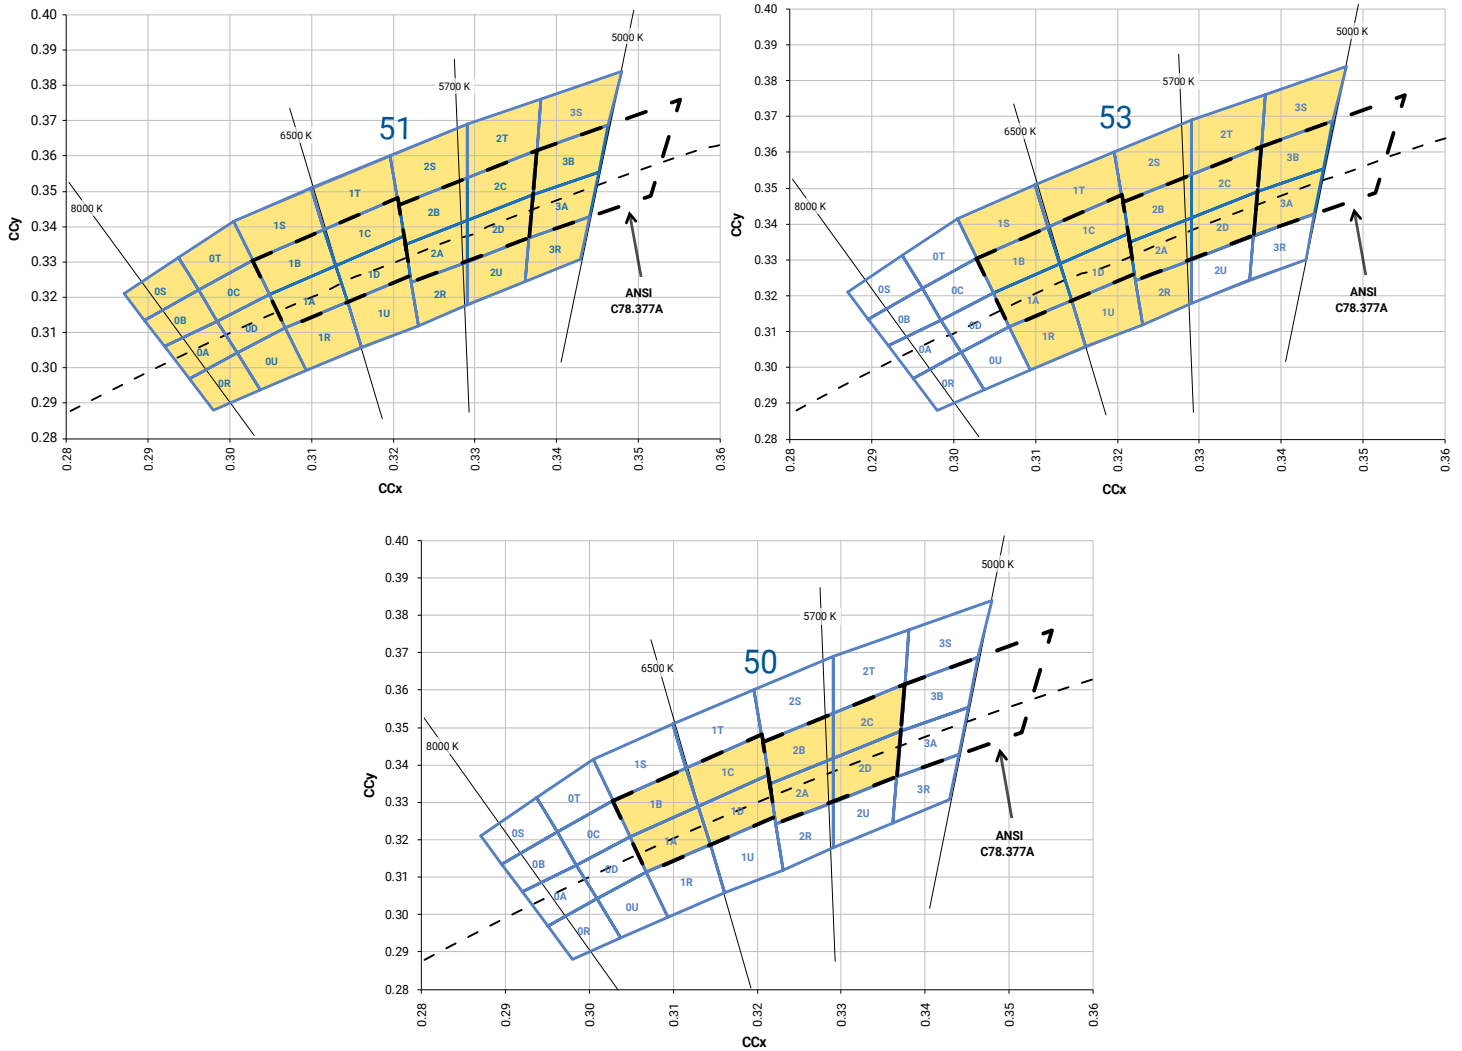 0.40
0.39
0.38
0.37
0.36
0.35
0.34
0.33
0.32
0.31
0.30
0.29
0.28
CCy
5000 K
5700 K
6500 K
8000 K
51
3S
2T
2S
3B
1T
2C
2B
3A
1S
1C
2D
0T
1B
2A
3R
1D
2U
0S
0C
1A
2R
0B
0D
1U
1R
0A
0U
0R
ANSI
C78.377A
0.28
0.29
0.30
0.31
0.32
0.33
0.34
0.35
0.36
CCx
0.40
0.39
0.38
0.37
0.36
0.35
0.34
0.33
0.32
0.31
0.30
0.29
0.28
CCy
5000 K
5700 K
6500 K
8000 K
53
3S
2T
2S
3B
1T
2C
2B
3A
1S
1C
2D
0T
1B
2A
3R
1D
2U
0S
0C
1A
2R
0B
0D
1U
1R
0A
0U
0R
ANSI
C78.377A
0.28
0.29
0.30
0.31
0.32
0.33
0.34
0.35
0.36
CCx
0.40
0.39
0.38
0.37
0.36
0.35
0.34
0.33
0.32
0.31
0.30
0.29
0.28
CCy
5000 K
5700 K
6500 K
8000 K
50
3S
2T
2S
3B
1T
2C
2B
3A
1S
1C
2D
0T
1B
2A
3R
1D
2U
0S
0C
1A
2R
0B
0D
1U
1R
0A
0U
0R
ANSI
C78.377A
0.28
0.29
0.30
0.31
0.32
0.33
0.34
0.35
0.36
CCx